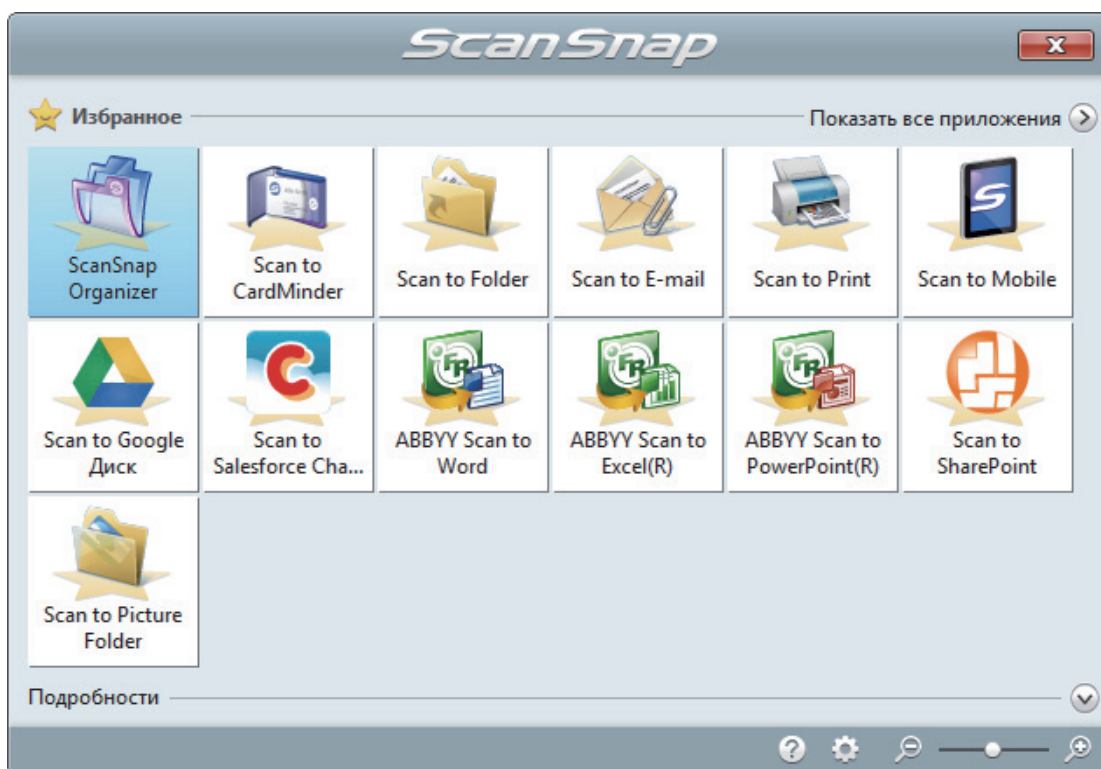 ScanSnap
Избранное
Показать все приложения
ScanSnap
Organizer
Scan to
CardMinder
Scan to Folder
Scan to E-mail
Scan to Print
Scan to Mobile
Scan to Google
Диск
Scan to
Salesforce Cha...
ABBYY Scan to
Word
ABBYY Scan to
Excel(R)
ABBYY Scan to
PowerPoint(R)
Scan to
SharePoint
Scan to Picture
Folder
Подробности